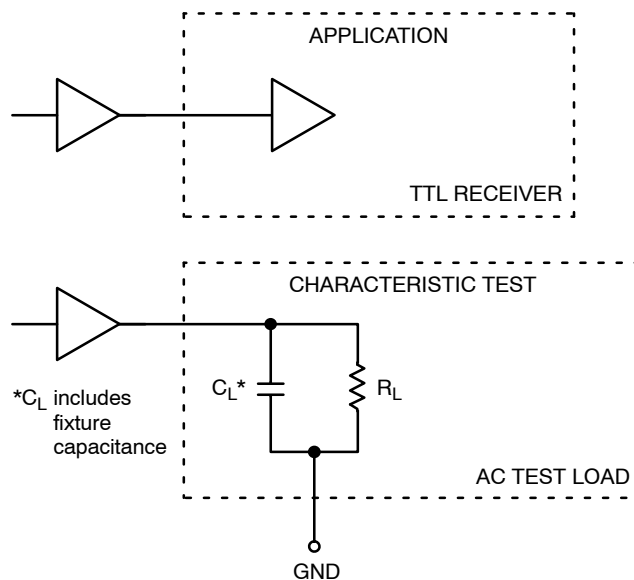 APPLICATION
TTL RECEIVER
CHARACTERISTIC TEST
*CL includes
fixture
capacitance
CL*
RL
AC TEST LOAD
GND